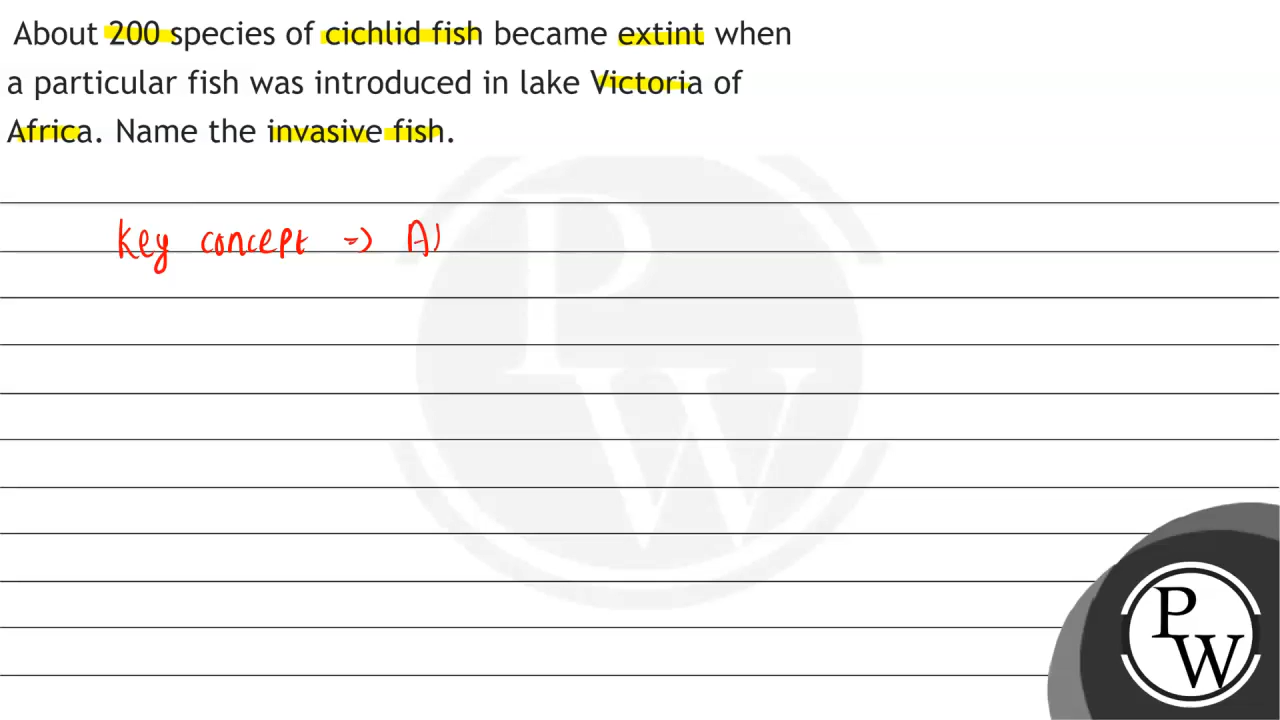 About 200 species of cichlid fish became extint when
a particular fish was introduced in lake Victoria of
Africa. Name the invasive fish.
Key concept => Al
P
W
P
W